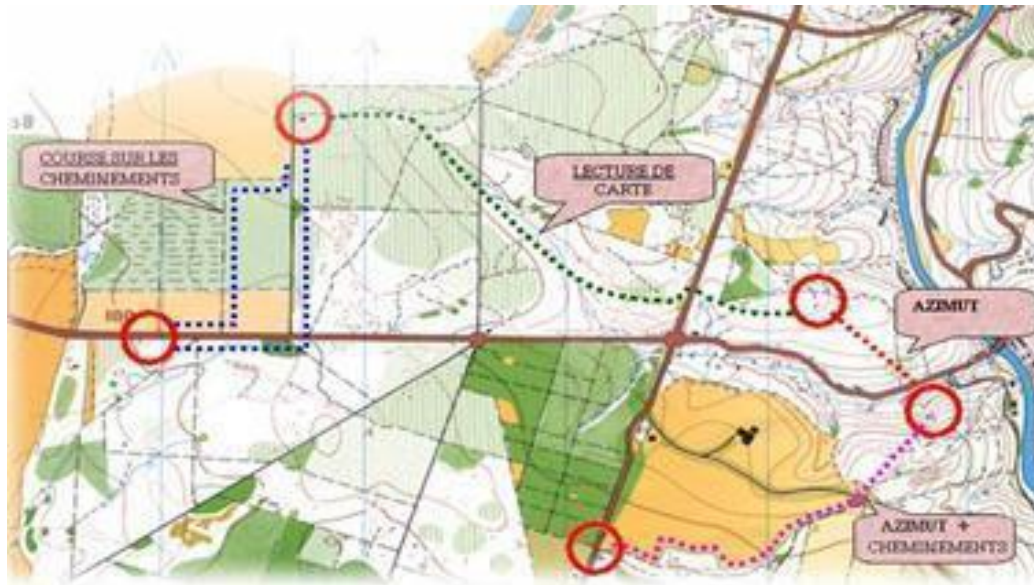 COURSE SUR LES
CHEMINEMENTS
LECTURE DE
CARTE
AZIMUT
AZIMUT +
CHEMINEMENTS